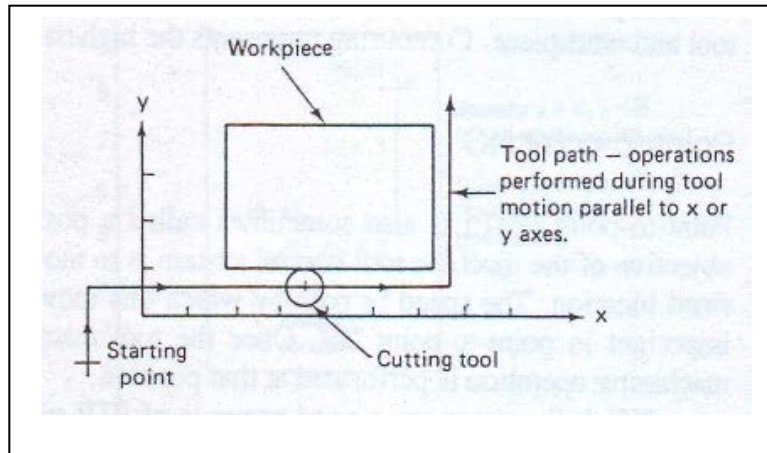 Workpiece
y
Tool path – operations
performed during tool
motion parallel to x or
y axes.
x
Starting
point
Cutting tool